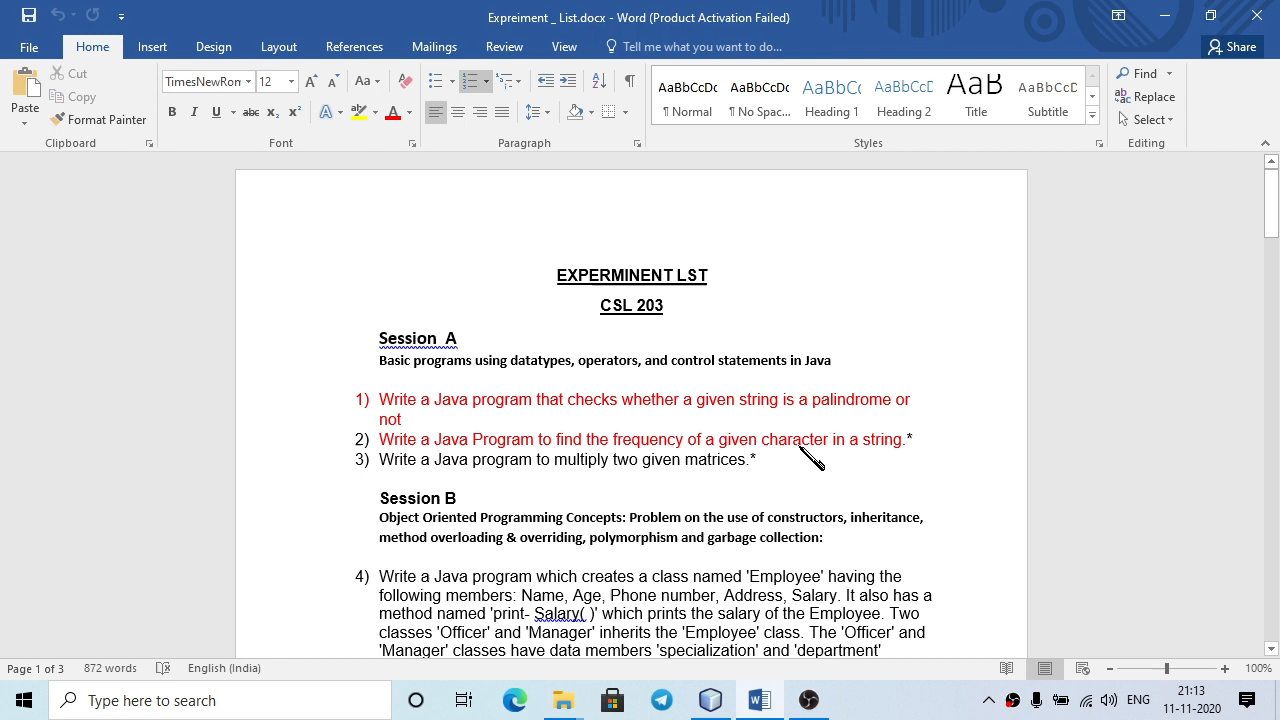 Expreiment _ List.docx - Word (Product Activation Failed)
File Home Insert Design Layout References Mailings Review View Tell me what you want to do... Share
Paste
Cut
Copy
Format Painter
Clipboard
TimesNewRom 12
Font
Paragraph
AaBbCcDc AaBbCcDc AaBbCc AaBbCcD AaB AaBbCcD
¶ Normal ¶ No Spac... Heading 1 Heading 2 Title Subtitle
Styles
Find
Replace
Select
Editing
EXPERMINENT LST
CSL 203
Session A
Basic programs using datatypes, operators, and control statements in Java
1) Write a Java program that checks whether a given string is a palindrome or
not
2) Write a Java Program to find the frequency of a given character in a string.*
3) Write a Java program to multiply two given matrices.*
Session B
Object Oriented Programming Concepts: Problem on the use of constructors, inheritance,
method overloading & overriding, polymorphism and garbage collection:
4) Write a Java program which creates a class named 'Employee' having the
following members: Name, Age, Phone number, Address, Salary. It also has a
method named 'print- Salary( )' which prints the salary of the Employee. Two
classes 'Officer' and 'Manager' inherits the 'Employee' class. The 'Officer' and
'Manager' classes have data members 'specialization' and 'department'
Page 1 of 3 872 words English (India) 100%
Type here to search
ENG
21:13
11-11-2020